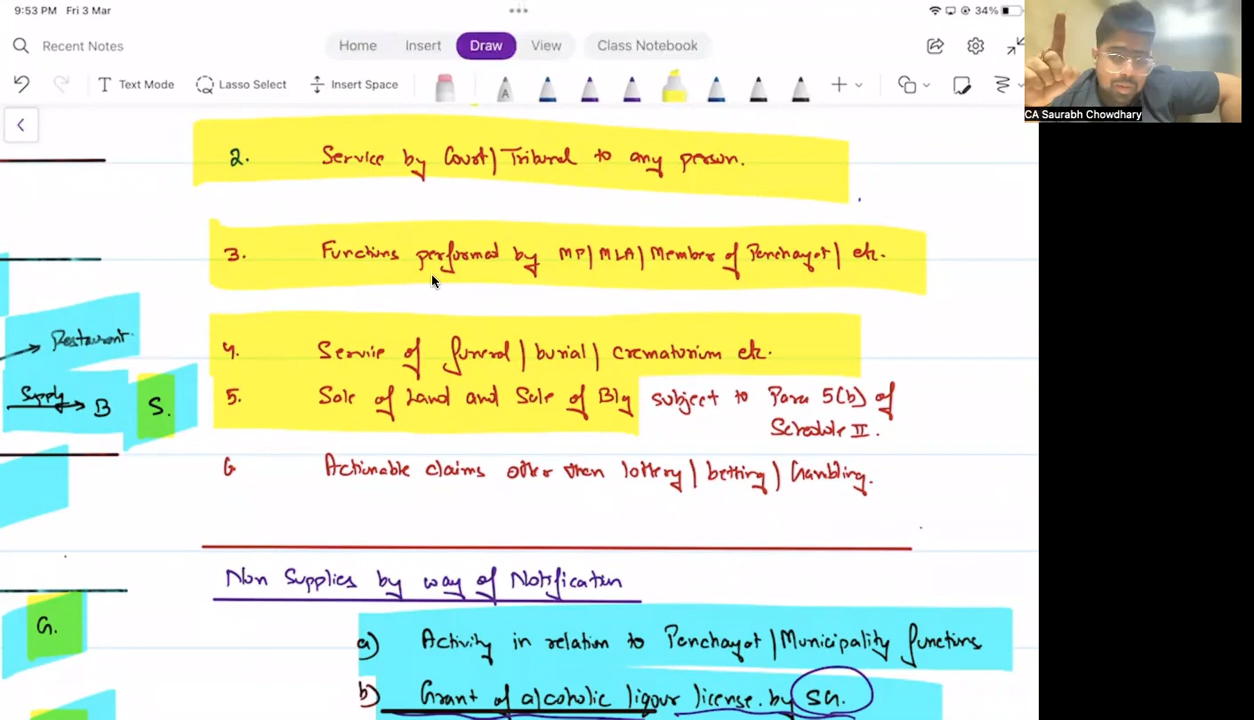 9:53 PM Fri 3 Mar
34%
Recent Notes
Home Insert Draw View Class Notebook
Text Mode Lasso Select Insert Space
A
CA Saurabh Chowdhary
2. Service by Court/Tribunal to any person.
3. Functions performed by MP/MLA/Member of Panchayat/etc.
Restaurant
4. Service of funeral/burial/crematorium etc.
Supply B S.
5. Sale of Land and Sale of Blg subject to Para 5(b) of
Schedule II.
6 Actionable claims other than lottery/betting/Gambling.
Non Supplies by way of Notification
G.
a) Activity in relation to Panchayat/Municipality functions
b) Grant of alcoholic liqour license. by SG.